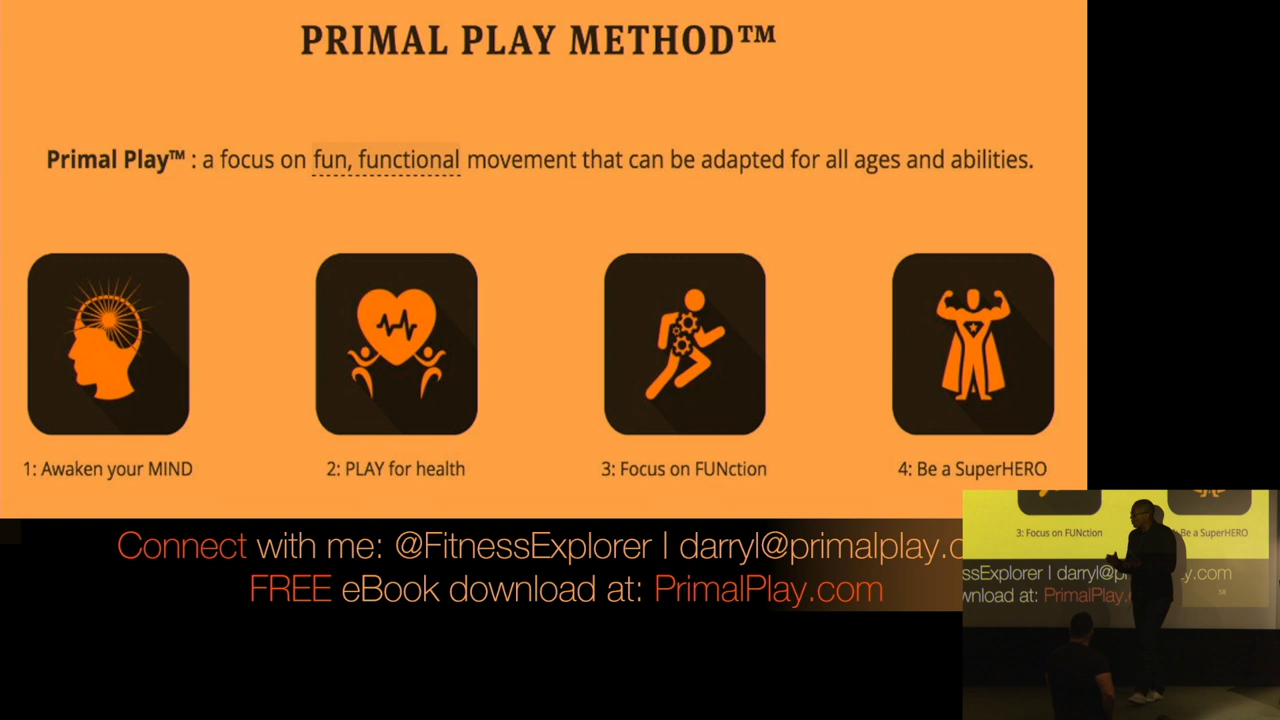 PRIMAL PLAY METHOD™
Primal Play™ : a focus on fun, functional movement that can be adapted for all ages and abilities.
1: Awaken your MIND
2: PLAY for health
3: Focus on FUNction
4: Be a SuperHERO
Connect with me: @FitnessExplorer | darryl@primalplay.c
FREE eBook download at: PrimalPlay.com
3: Focus on FUNction
Be a SuperHERO
ssExplorer | darryl@p y.com
wnload at: PrimalPlay.
58